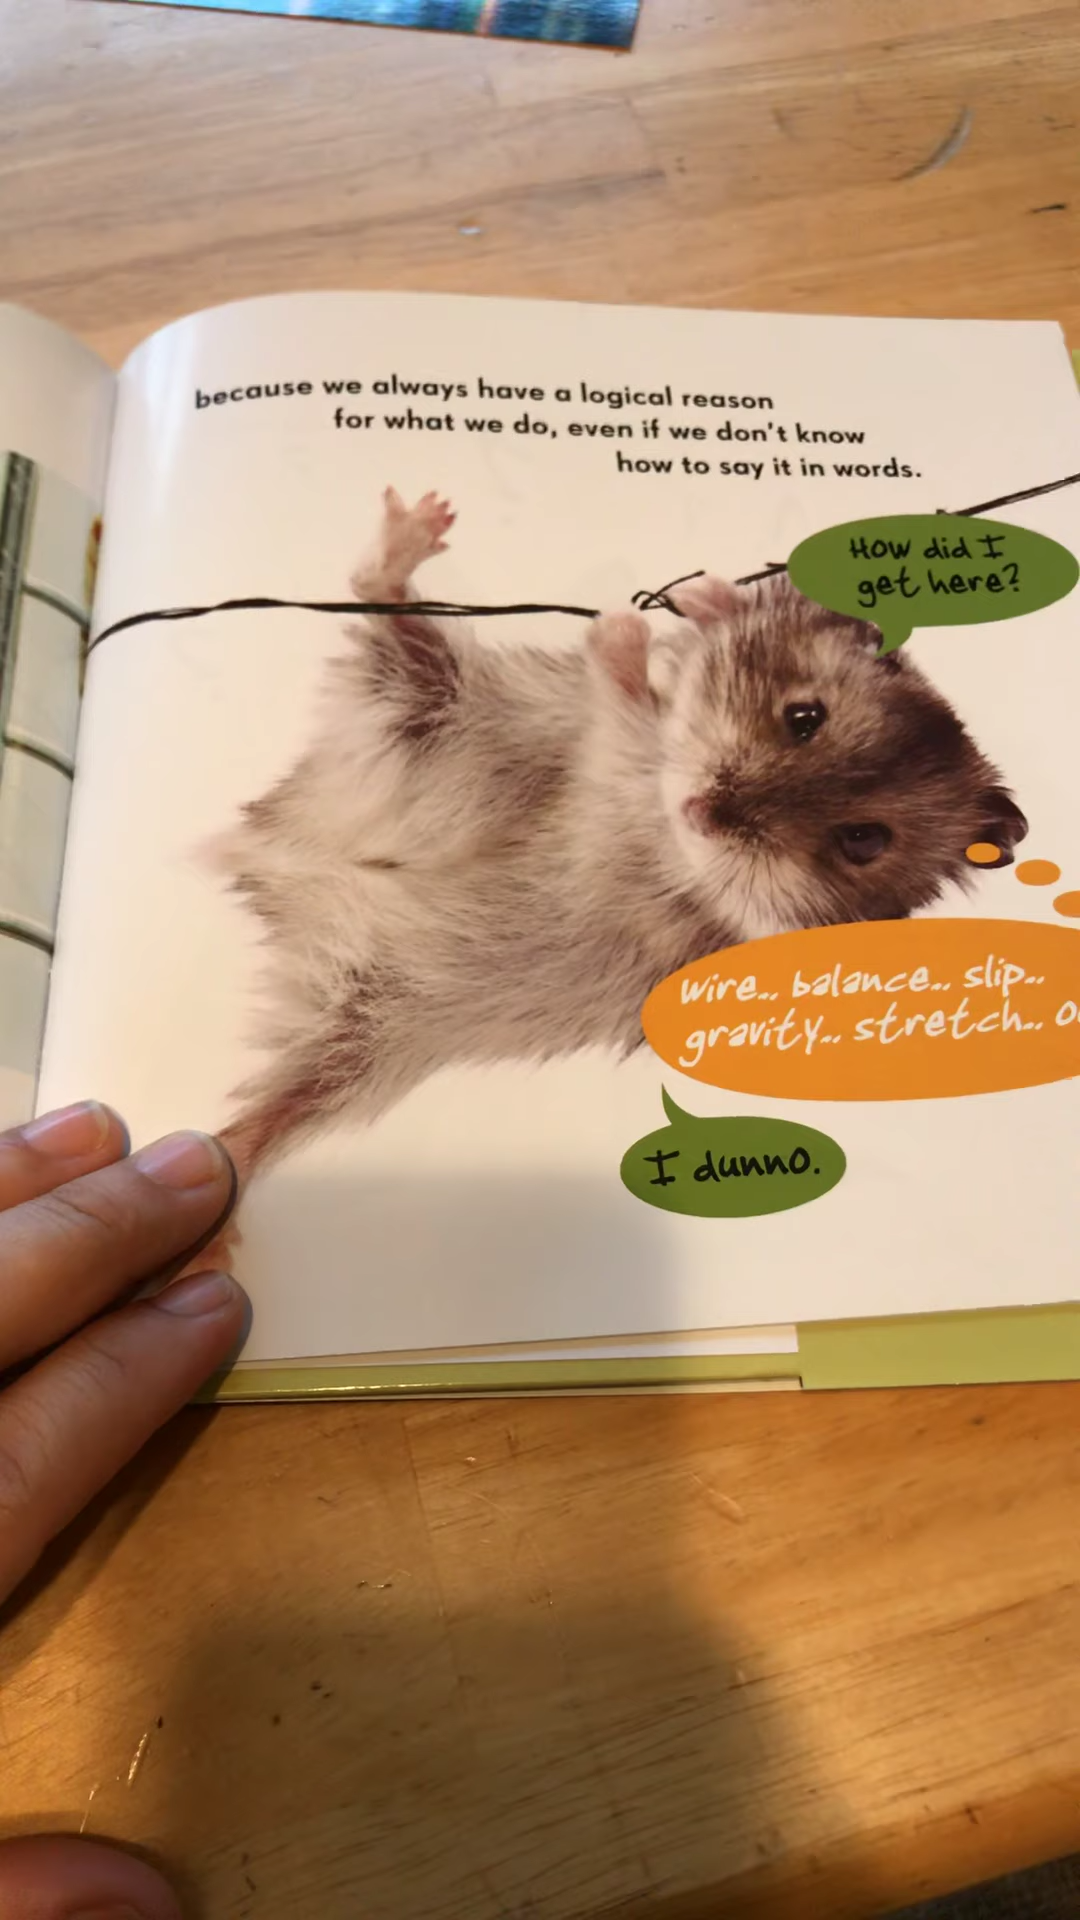 because we always have a logical reason
for what we do, even if we don't know
how to say it in words.
How did I
get here?
wire.. balance.. slip..
gravity.. stretch..
I dunno.